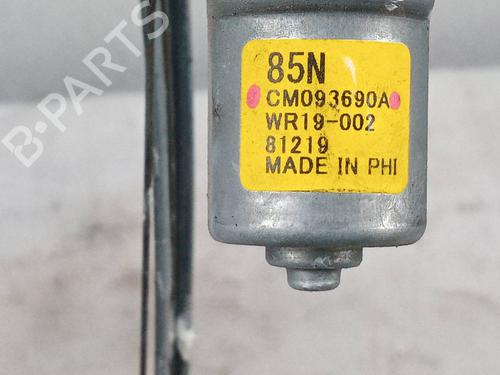 B-PARTS
85N
CM093690A
WR19-002
81219
MADE IN PHI